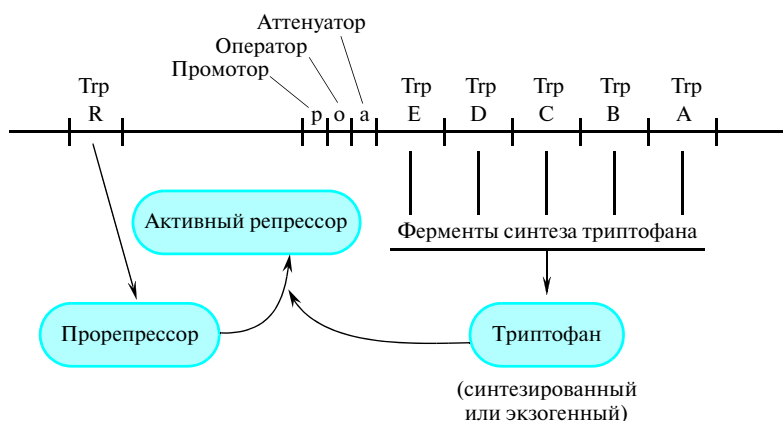 Аттенуатор
Оператор
Промотор
Trp Trp Trp Trp Trp Trp
R p o a E D C B A
Активный репрессор
Ферменты синтеза триптофана
Прорепрессор Триптофан
(синтезированный
или экзогенный)